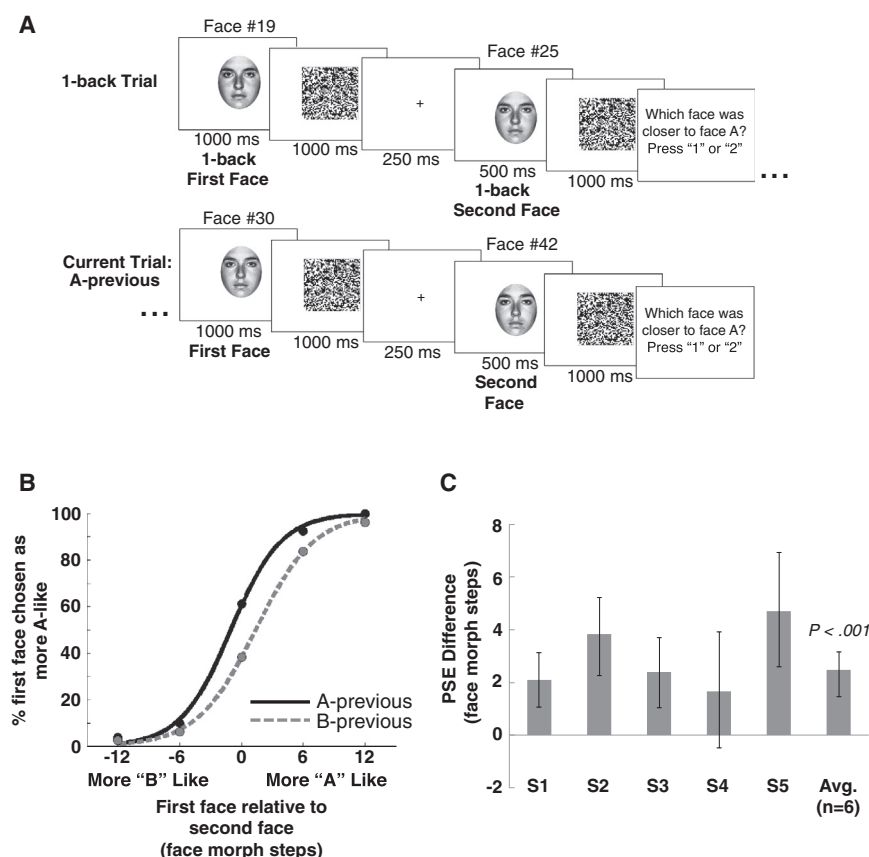 A
Face #19
1-back Trial
1000 ms
1-back
First Face
1000 ms
+
250 ms
Face #25
500 ms
1-back
Second Face
1000 ms
Which face was
closer to face A?
Press “1” or “2”
...
Face #30
Current Trial:
A-previous
...
1000 ms
First Face
1000 ms
+
250 ms
Face #42
500 ms
Second
Face
1000 ms
Which face was
closer to face A?
Press “1” or “2”
B
% first face chosen as
more A-like
100
80
60
40
20
0
A-previous
B-previous
-12 -6 0 6 12
More “B” Like More “A” Like
First face relative to
second face
(face morph steps)
C
PSE Difference
(face morph steps)
8
6
4
2
0
-2
P < .001
S1 S2 S3 S4 S5 Avg.
(n=6)